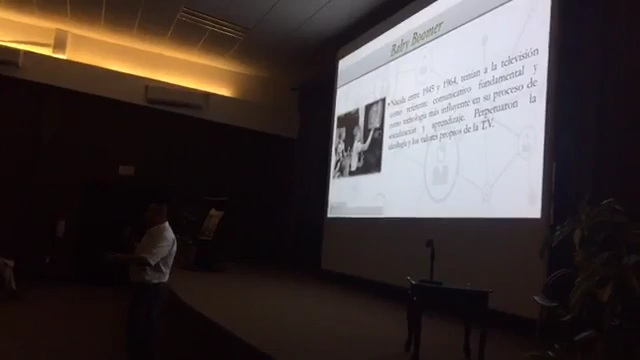 Baby Boomer
• Nacida entre 1945 y 1964, tenían a la televisión
como referente comunicativo fundamental y
como tecnología más influyente en su proceso de
socialización y aprendizaje. Perpetuaron la
ideología y los valores propios de la T.V.